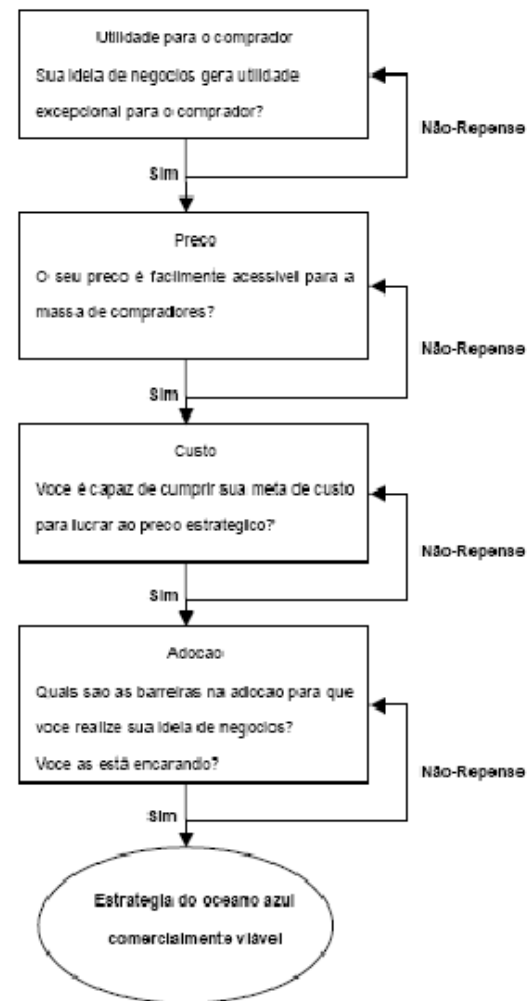 Utilidade para o comprador
Sua ideia de negocios gera utilidade
excepcional para o comprador?
Não-Repense
Sim
Preco
O seu preco é facilmente acessivel para a
massa de compradores?
Não-Repense
Sim
Custo
Voce é capaz de cumprir sua meta de custo
para lucrar ao preco estrategico?
Não-Repense
Sim
Adocao
Quais sao as barreiras na adocao para que
voce realize sua ideia de negocios?
Voce as está encarando?
Não-Repense
Sim
Estrategia do oceano azul
comercialmente viável